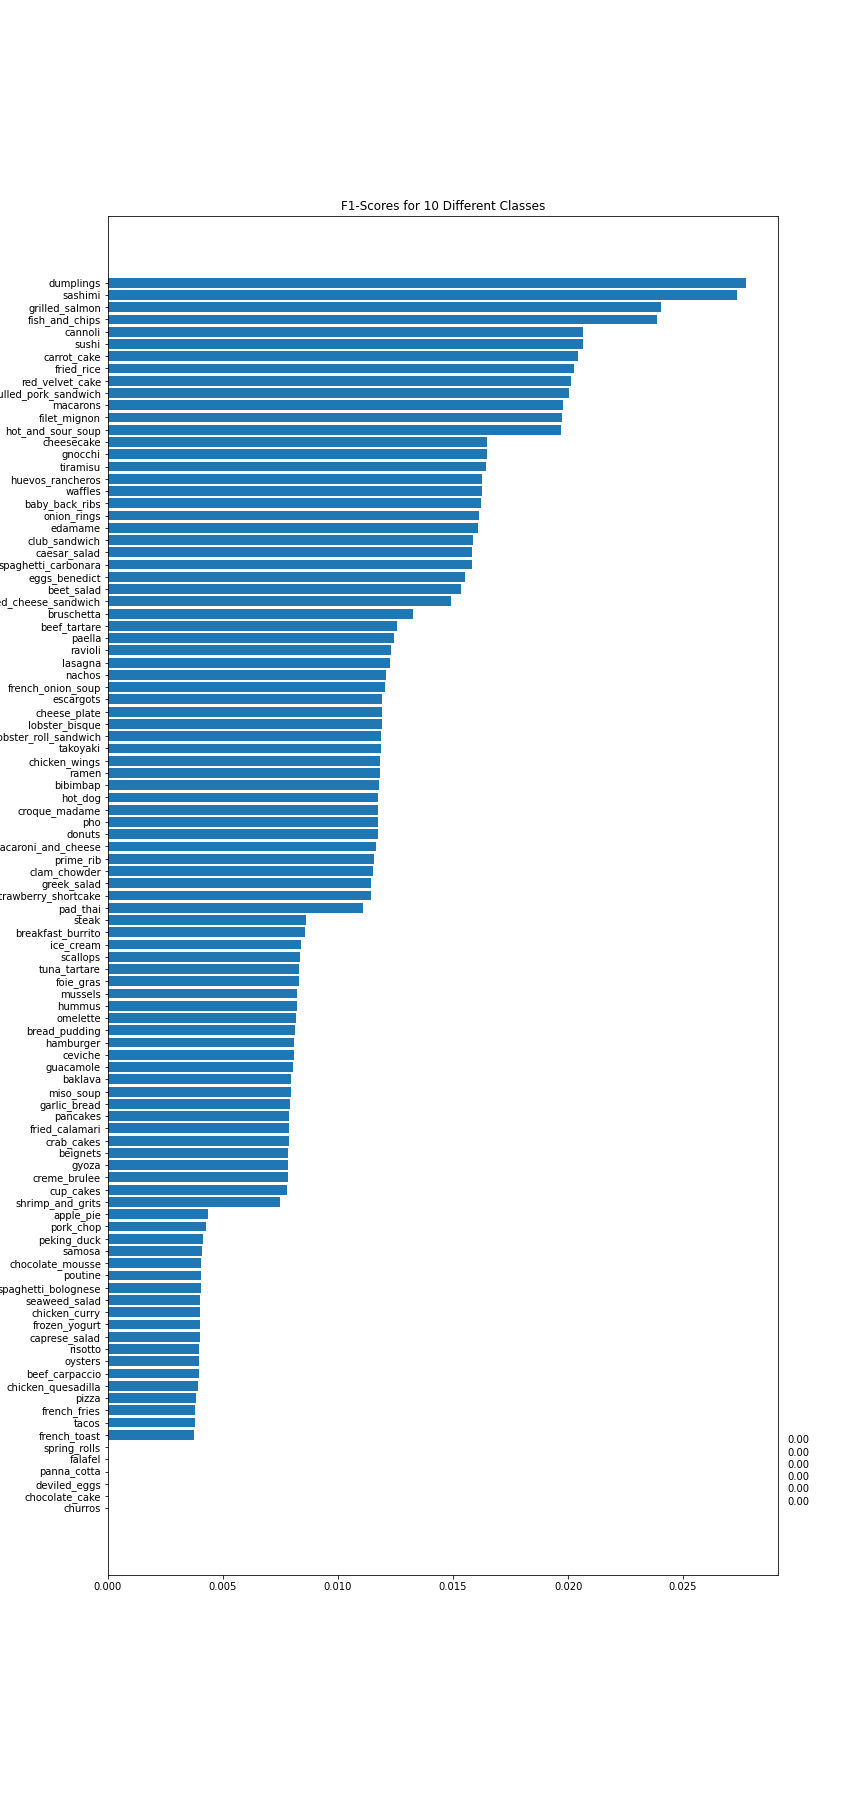 F1-Scores for 10 Different Classes
dumplings
sashimi
grilled_salmon
fish_and_chips
cannoli
sushi
carrot_cake
fried_rice
red_velvet_cake
ulled_pork_sandwich
macarons
filet_mignon
hot_and_sour_soup
cheesecake
gnocchi
tiramisu
huevos_rancheros
waffles
baby_back_ribs
onion_rings
edamame
club_sandwich
caesar_salad
spaghetti_carbonara
eggs_benedict
beet_salad
ed_cheese_sandwich
bruschetta
beef_tartare
paella
ravioli
lasagna
nachos
french_onion_soup
escargots
cheese_plate
lobster_bisque
obster_roll_sandwich
takoyaki
chicken_wings
ramen
bibimbap
hot_dog
croque_madame
pho
donuts
acaroni_and_cheese
prime_rib
clam_chowder
greek_salad
trawberry_shortcake
pad_thai
steak
breakfast_burrito
ice_cream
scallops
tuna_tartare
foie_gras
mussels
hummus
omelette
bread_pudding
hamburger
ceviche
guacamole
baklava
miso_soup
garlic_bread
pancakes
fried_calamari
crab_cakes
beignets
gyoza
creme_brulee
cup_cakes
shrimp_and_grits
apple_pie
pork_chop
peking_duck
samosa
chocolate_mousse
poutine
spaghetti_bolognese
seaweed_salad
chicken_curry
frozen_yogurt
caprese_salad
risotto
oysters
beef_carpaccio
chicken_quesadilla
pizza
french_fries
tacos
french_toast
spring_rolls 0.00
falafel 0.00
panna_cotta 0.00
deviled_eggs 0.00
chocolate_cake 0.00
churros 0.00
0.000 0.005 0.010 0.015 0.020 0.025